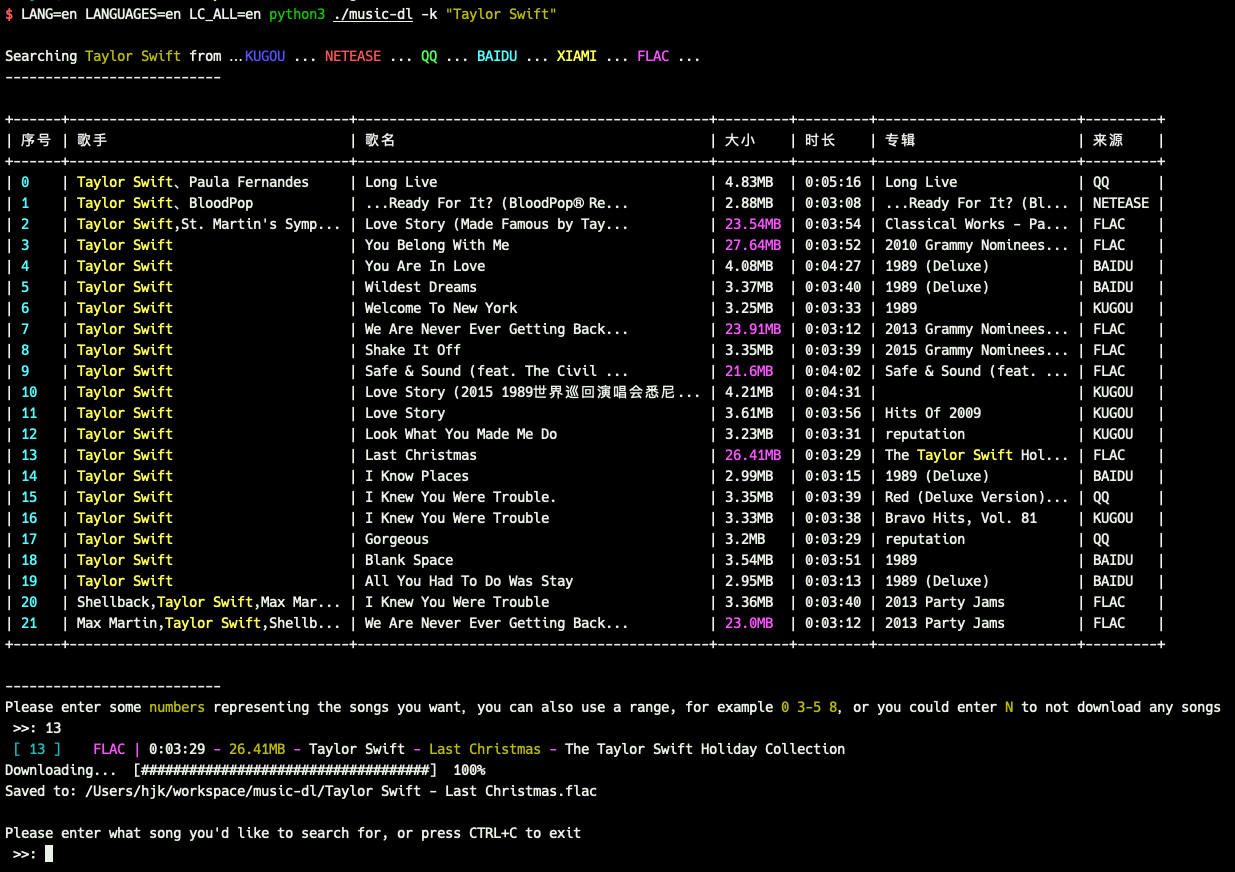 $ LANG=en LANGUAGES=en LC_ALL=en python3 ./music-dl -k "Taylor Swift"
Searching Taylor Swift from ...KUGOU ... NETEASE ... QQ ... BAIDU ... XIAMI ... FLAC ...
---------------------------
+------+-----------------------------------+--------------------------------------------+---------+---------+-------------------------+---------+
| 序号 | 歌手 | 歌名 | 大小 | 时长 | 专辑 | 来源 |
+------+-----------------------------------+--------------------------------------------+---------+---------+-------------------------+---------+
| 0 | Taylor Swift、Paula Fernandes | Long Live | 4.83MB | 0:05:16 | Long Live | QQ |
| 1 | Taylor Swift、BloodPop | ...Ready For It? (BloodPop® Re... | 2.88MB | 0:03:08 | ...Ready For It? (Bl... | NETEASE |
| 2 | Taylor Swift,St. Martin's Symp... | Love Story (Made Famous by Tay... | 23.54MB | 0:03:54 | Classical Works - Pa... | FLAC |
| 3 | Taylor Swift | You Belong With Me | 27.64MB | 0:03:52 | 2010 Grammy Nominees... | FLAC |
| 4 | Taylor Swift | You Are In Love | 4.08MB | 0:04:27 | 1989 (Deluxe) | BAIDU |
| 5 | Taylor Swift | Wildest Dreams | 3.37MB | 0:03:40 | 1989 (Deluxe) | BAIDU |
| 6 | Taylor Swift | Welcome To New York | 3.25MB | 0:03:33 | 1989 | KUGOU |
| 7 | Taylor Swift | We Are Never Ever Getting Back... | 23.91MB | 0:03:12 | 2013 Grammy Nominees... | FLAC |
| 8 | Taylor Swift | Shake It Off | 3.35MB | 0:03:39 | 2015 Grammy Nominees... | FLAC |
| 9 | Taylor Swift | Safe & Sound (feat. The Civil ... | 21.6MB | 0:04:02 | Safe & Sound (feat. ... | FLAC |
| 10 | Taylor Swift | Love Story (2015 1989世界巡回演唱会悉尼... | 4.21MB | 0:04:31 | | KUGOU |
| 11 | Taylor Swift | Love Story | 3.61MB | 0:03:56 | Hits Of 2009 | KUGOU |
| 12 | Taylor Swift | Look What You Made Me Do | 3.23MB | 0:03:31 | reputation | KUGOU |
| 13 | Taylor Swift | Last Christmas | 26.41MB | 0:03:29 | The Taylor Swift Hol... | FLAC |
| 14 | Taylor Swift | I Know Places | 2.99MB | 0:03:15 | 1989 (Deluxe) | BAIDU |
| 15 | Taylor Swift | I Knew You Were Trouble. | 3.35MB | 0:03:39 | Red (Deluxe Version)... | QQ |
| 16 | Taylor Swift | I Knew You Were Trouble | 3.33MB | 0:03:38 | Bravo Hits, Vol. 81 | KUGOU |
| 17 | Taylor Swift | Gorgeous | 3.2MB | 0:03:29 | reputation | QQ |
| 18 | Taylor Swift | Blank Space | 3.54MB | 0:03:51 | 1989 | BAIDU |
| 19 | Taylor Swift | All You Had To Do Was Stay | 2.95MB | 0:03:13 | 1989 (Deluxe) | BAIDU |
| 20 | Shellback,Taylor Swift,Max Mar... | I Knew You Were Trouble | 3.36MB | 0:03:40 | 2013 Party Jams | FLAC |
| 21 | Max Martin,Taylor Swift,Shellb... | We Are Never Ever Getting Back... | 23.0MB | 0:03:12 | 2013 Party Jams | FLAC |
+------+-----------------------------------+--------------------------------------------+---------+---------+-------------------------+---------+
---------------------------
Please enter some numbers representing the songs you want, you can also use a range, for example 0 3-5 8, or you could enter N to not download any songs
>>: 13
[ 13 ] FLAC | 0:03:29 - 26.41MB - Taylor Swift - Last Christmas - The Taylor Swift Holiday Collection
Downloading... [####################################] 100%
Saved to: /Users/hjk/workspace/music-dl/Taylor Swift - Last Christmas.flac
Please enter what song you'd like to search for, or press CTRL+C to exit
>>: